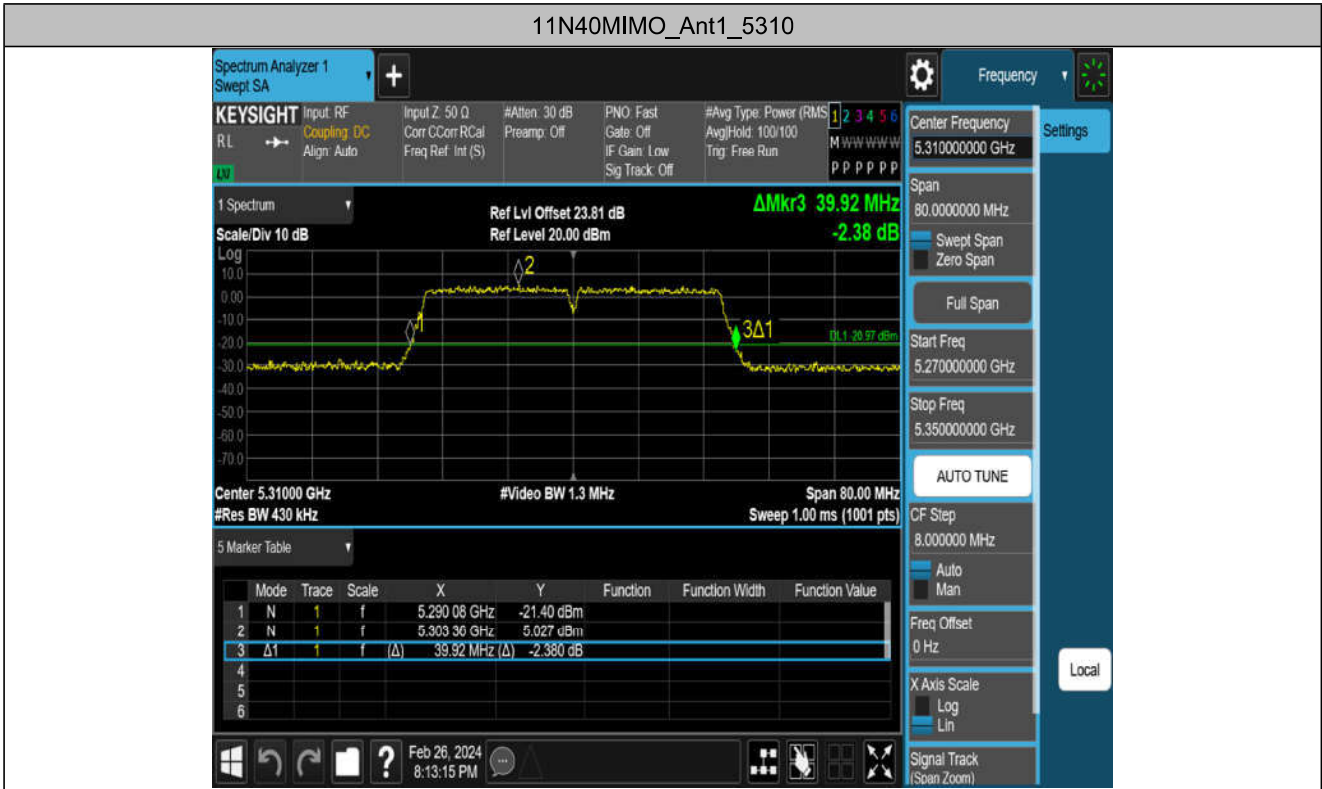 11N40MIMO_Ant1_5310
Spectrum Analyzer 1
Swept SA
+
Frequency
KEYSIGHT
RL
LXI
Input: RF
Coupling: DC
Align: Auto
Input Z: 50 Ω
Corr CCorr RCal
Freq Ref: Int (S)
#Atten: 30 dB
Preamp: Off
PNO: Fast
Gate: Off
IF Gain: Low
Sig Track: Off
#Avg Type: Power (RMS
Avg|Hold: 100/100
Trig: Free Run
1 2 3 4 5 6
M W W W W W
P P P P P P
Center Frequency
5.310000000 GHz
Settings
1 Spectrum
Scale/Div 10 dB
Ref Lvl Offset 23.81 dB
Ref Level 20.00 dBm
ΔMkr3 39.92 MHz
-2.38 dB
Span
80.0000000 MHz
Swept Span
Zero Span
Full Span
Start Freq
5.270000000 GHz
Stop Freq
5.350000000 GHz
AUTO TUNE
CF Step
8.000000 MHz
Auto
Man
Freq Offset
0 Hz
X Axis Scale
Log
Lin
Signal Track
(Span Zoom)
Local
Log
10.0
0.00
-10.0
-20.0
-30.0
-40.0
-50.0
-60.0
-70.0
2
1
3Δ1
DL1 -20.97 dBm
Center 5.31000 GHz
#Video BW 1.3 MHz
Span 80.00 MHz
#Res BW 430 kHz
Sweep 1.00 ms (1001 pts)
5 Marker Table
Mode Trace Scale X Y Function Function Width Function Value
1 N 1 f 5.290 08 GHz -21.40 dBm
2 N 1 f 5.303 36 GHz 5.027 dBm
3 Δ1 1 f (Δ) 39.92 MHz (Δ) -2.380 dB
4
5
6
?
Feb 26, 2024
8:13:15 PM